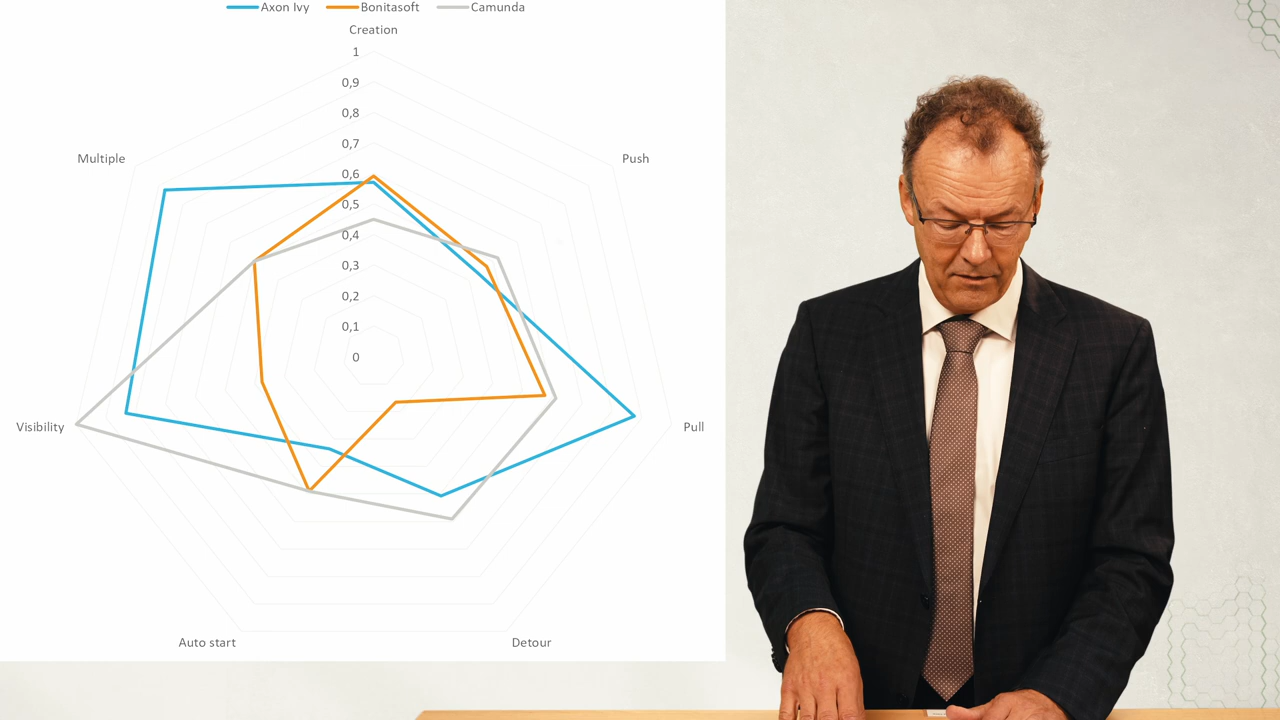 Axon Ivy Bonitasoft Camunda
Creation
1
0,9
0,8
0,7
0,6
0,5
0,4
0,3
0,2
0,1
0
Multiple
Push
Visibility
Pull
Auto start
Detour